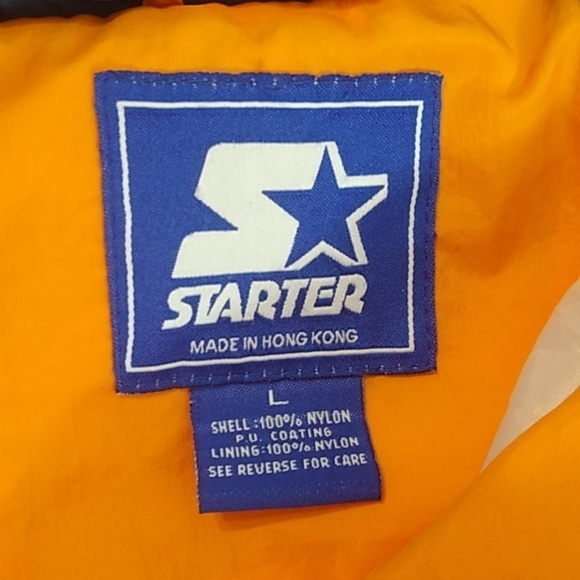 STARTER
MADE IN HONG KONG
L
SHELL:100% NYLON
P.U. COATING
LINING:100% NYLON
SEE REVERSE FOR CARE